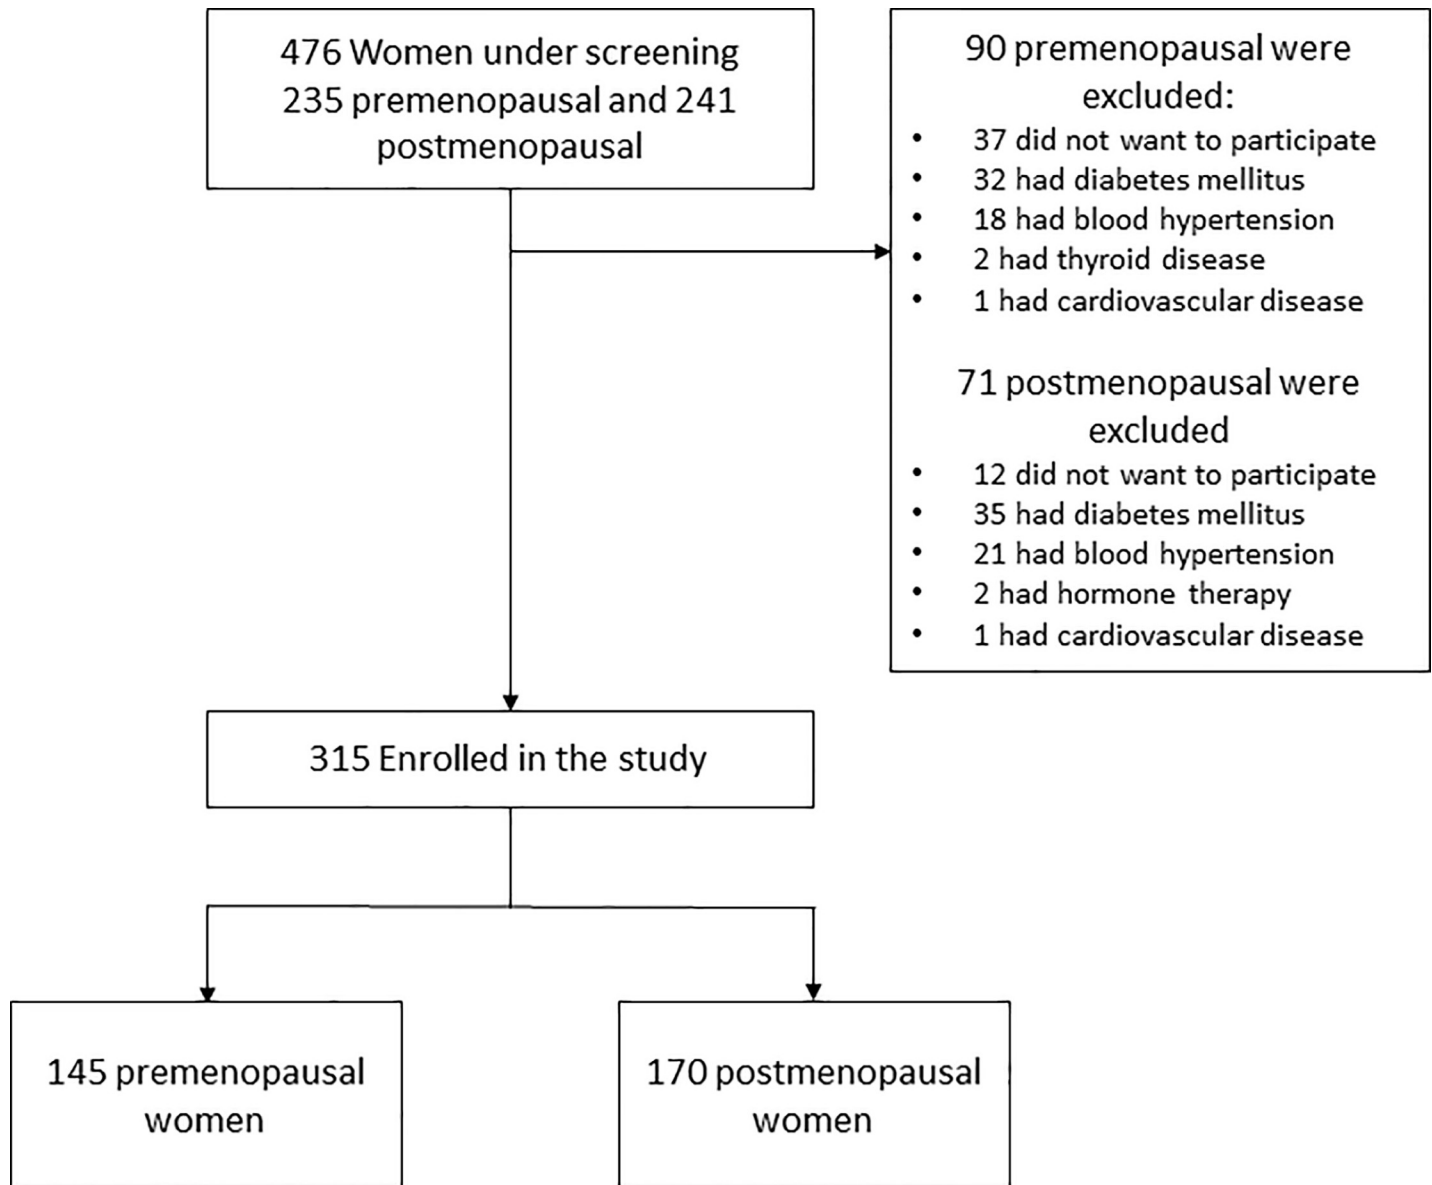 476 Women under screening
235 premenopausal and 241
postmenopausal
90 premenopausal were
excluded:
• 37 did not want to participate
• 32 had diabetes mellitus
• 18 had blood hypertension
• 2 had thyroid disease
• 1 had cardiovascular disease
71 postmenopausal were
excluded
• 12 did not want to participate
• 35 had diabetes mellitus
• 21 had blood hypertension
• 2 had hormone therapy
• 1 had cardiovascular disease
315 Enrolled in the study
145 premenopausal
women
170 postmenopausal
women